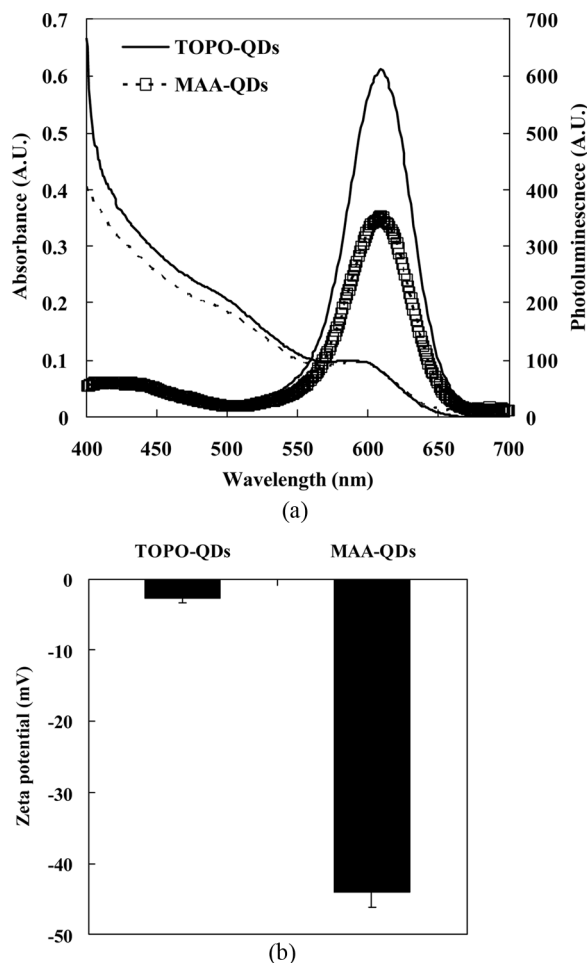 0.7
0.6
0.5
0.4
0.3
0.2
0.1
0
Absorbance (A.U.)
TOPO-QDs
MAA-QDs
700
600
500
400
300
200
100
0
Photoluminescnece (A.U.)
400 450 500 550 600 650 700
Wavelength (nm)
(a)
TOPO-QDs MAA-QDs
0
-10
-20
-30
-40
-50
Zeta potential (mV)
(b)